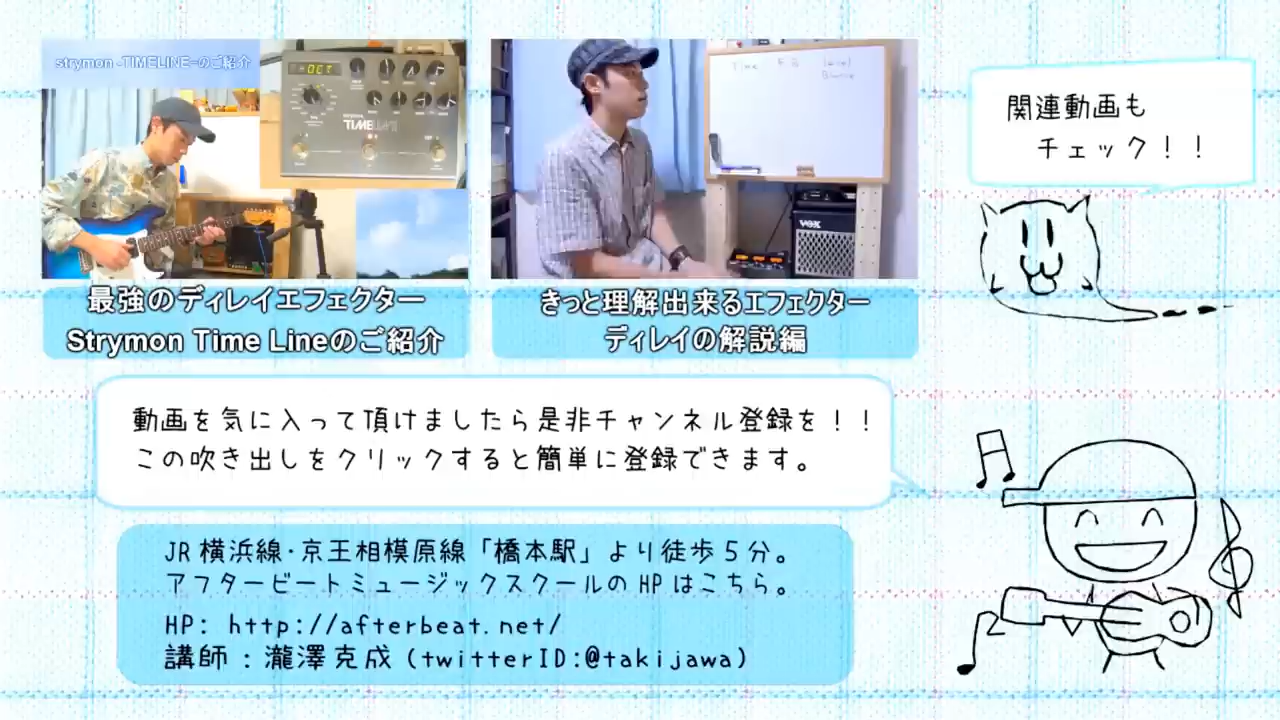 strymon -TIMELINE-のご紹介
DET
strymon
TIMELINE
Time F.B Level
VOX
関連動画も
チェック！！
最強のディレイエフェクター
Strymon Time Lineのご紹介
きっと理解出来るエフェクター
ディレイの解説編
動画を気に入って頂けましたら是非チャンネル登録を！！
この吹き出しをクリックすると簡単に登録できます。
JR横浜線・京王相模原線「橋本駅」より徒歩5分。
アフタービートミュージックスクールのHPはこちら。
HP: http://afterbeat.net/
講師：瀧澤克成(twitterID:@takijawa)